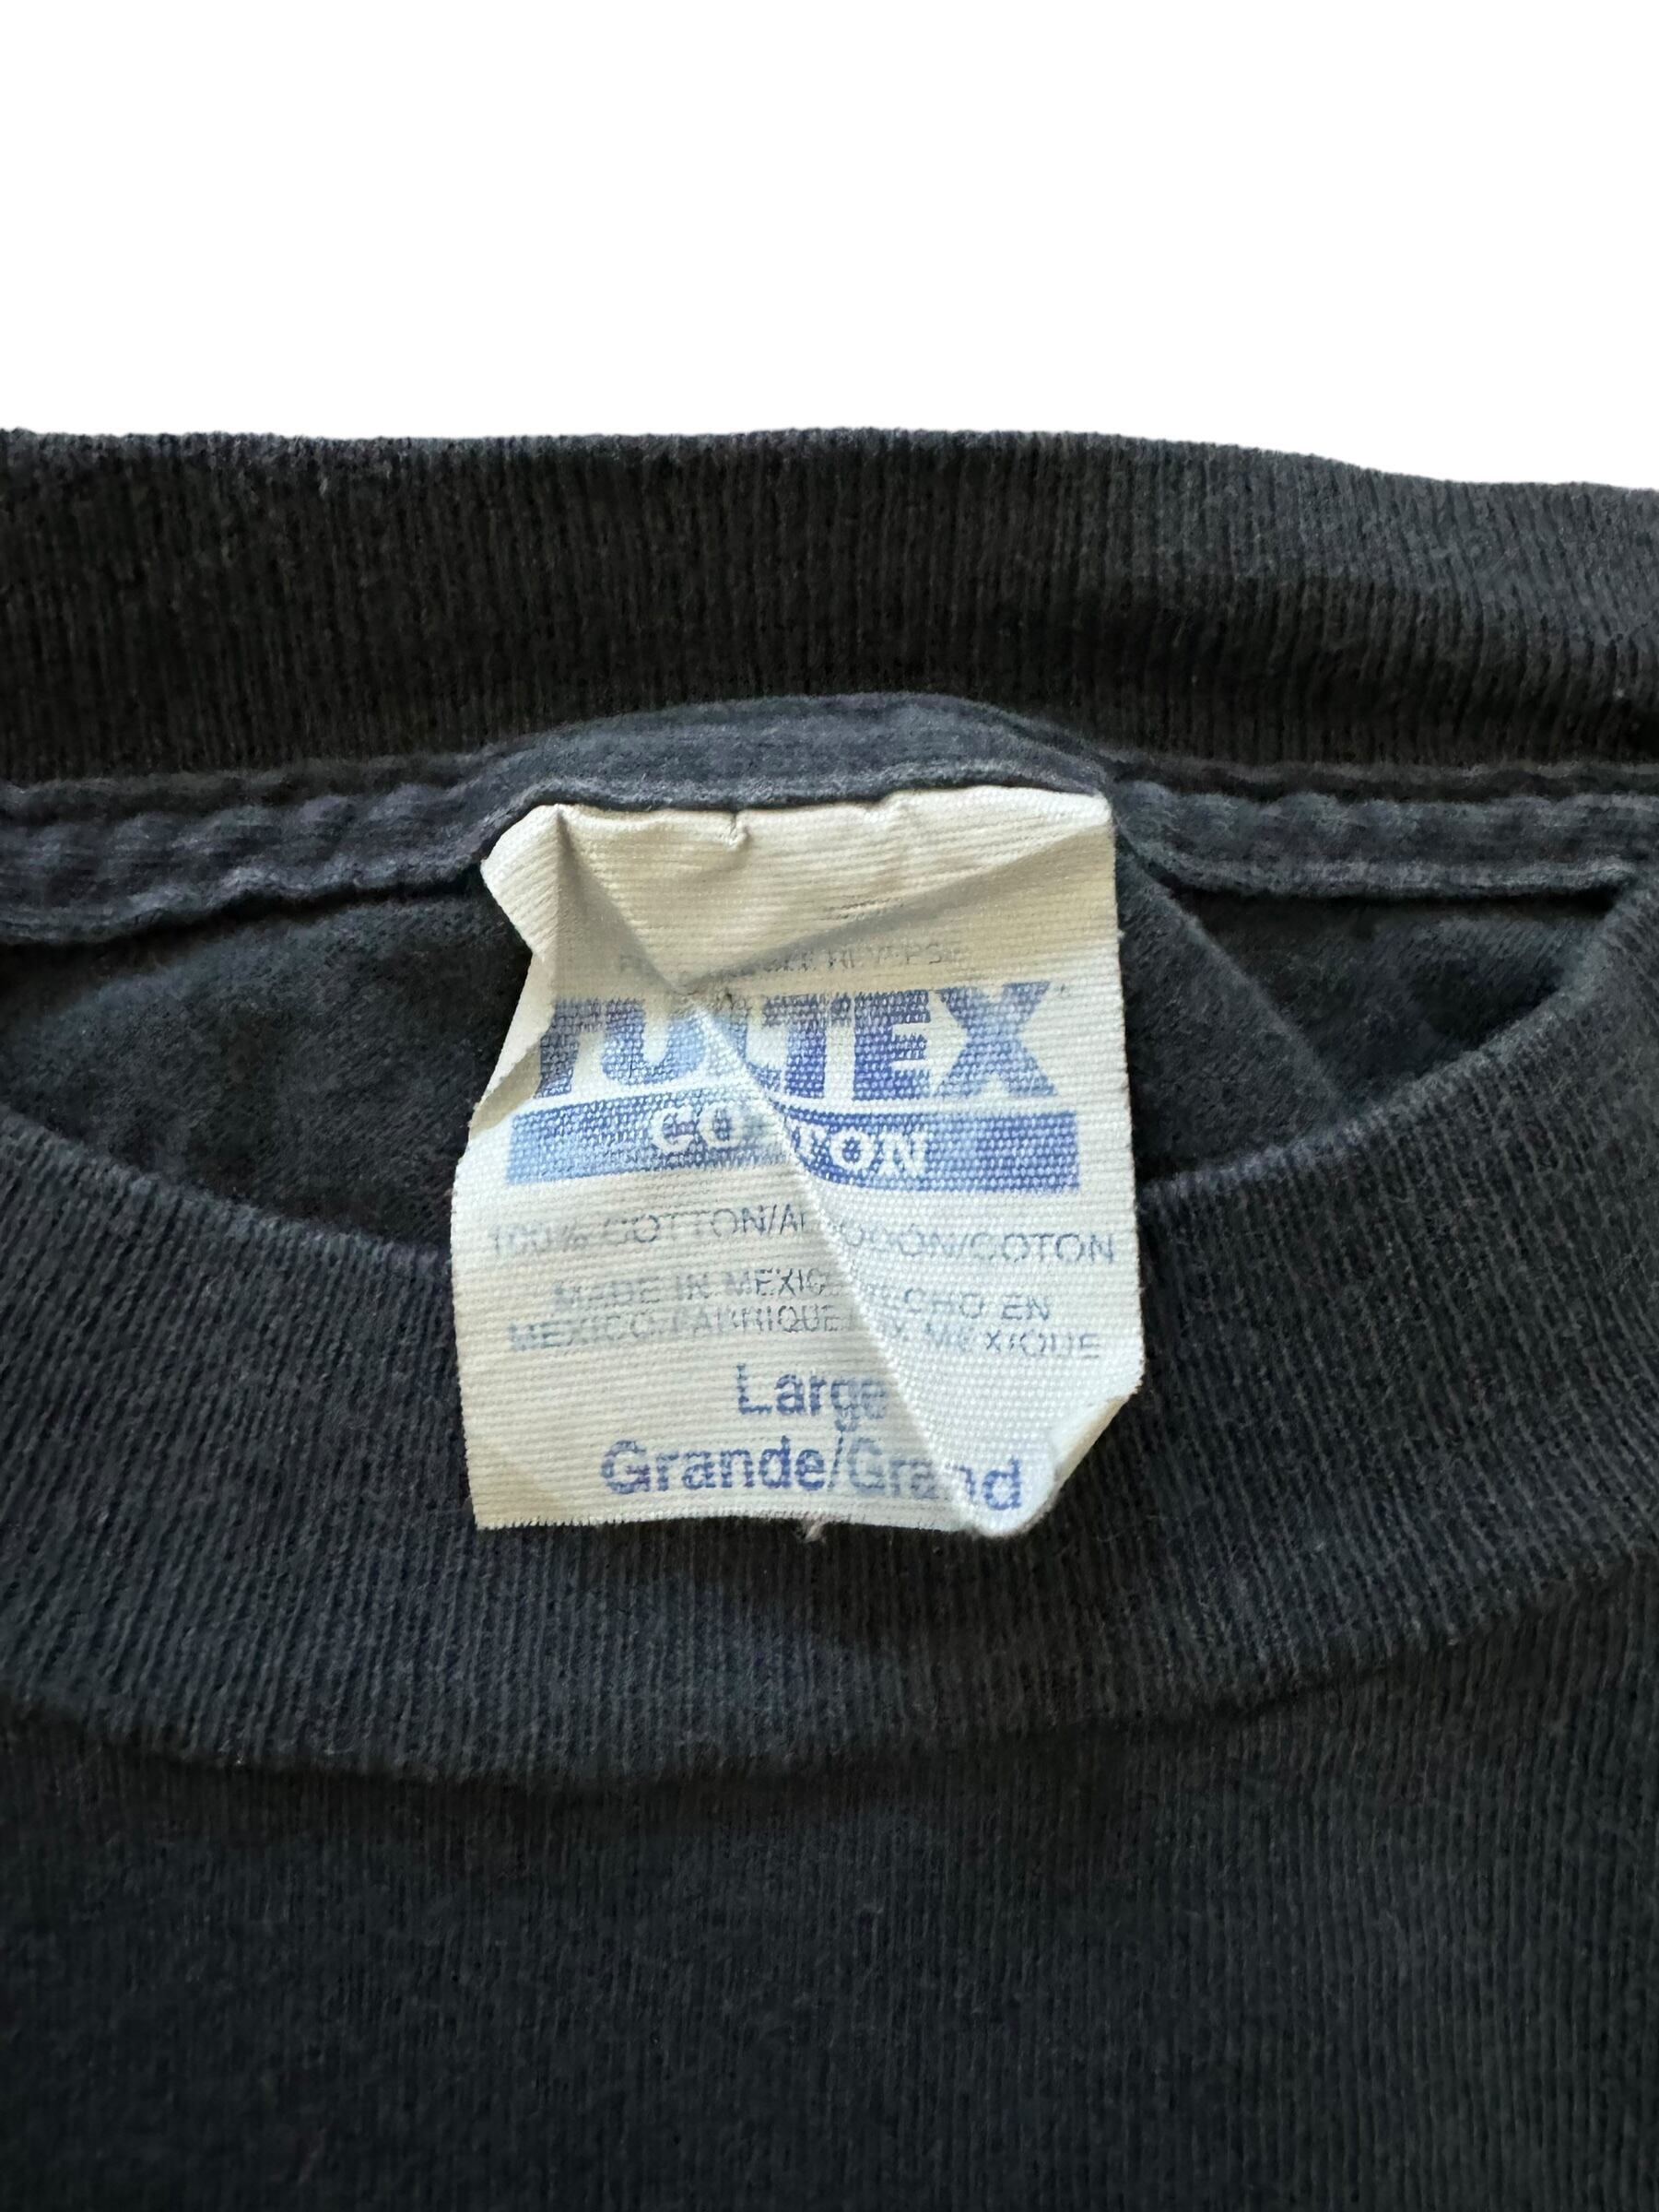 TULTEX
COTTON
100% COTTON/ALGODON/COTON
MADE IN MEXICO/HECHO EN
MEXICO/FABRIQUE AU MEXIQUE
Large
Grande/Grand